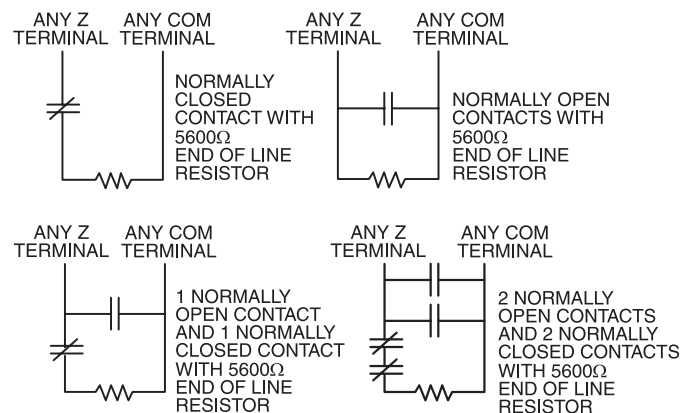 ANY Z
TERMINAL
ANY COM
TERMINAL
NORMALLY
CLOSED
CONTACT WITH
5600Ω
END OF LINE
RESISTOR
ANY Z
TERMINAL
ANY COM
TERMINAL
NORMALLY OPEN
CONTACTS WITH
5600Ω
END OF LINE
RESISTOR
ANY Z
TERMINAL
ANY COM
TERMINAL
1 NORMALLY
OPEN CONTACT
AND 1 NORMALLY
CLOSED CONTACT
WITH 5600Ω
END OF LINE
RESISTOR
ANY Z
TERMINAL
ANY COM
TERMINAL
2 NORMALLY
OPEN CONTACTS
AND 2 NORMALLY
CLOSED CONTACTS
WITH 5600Ω
END OF LINE
RESISTOR